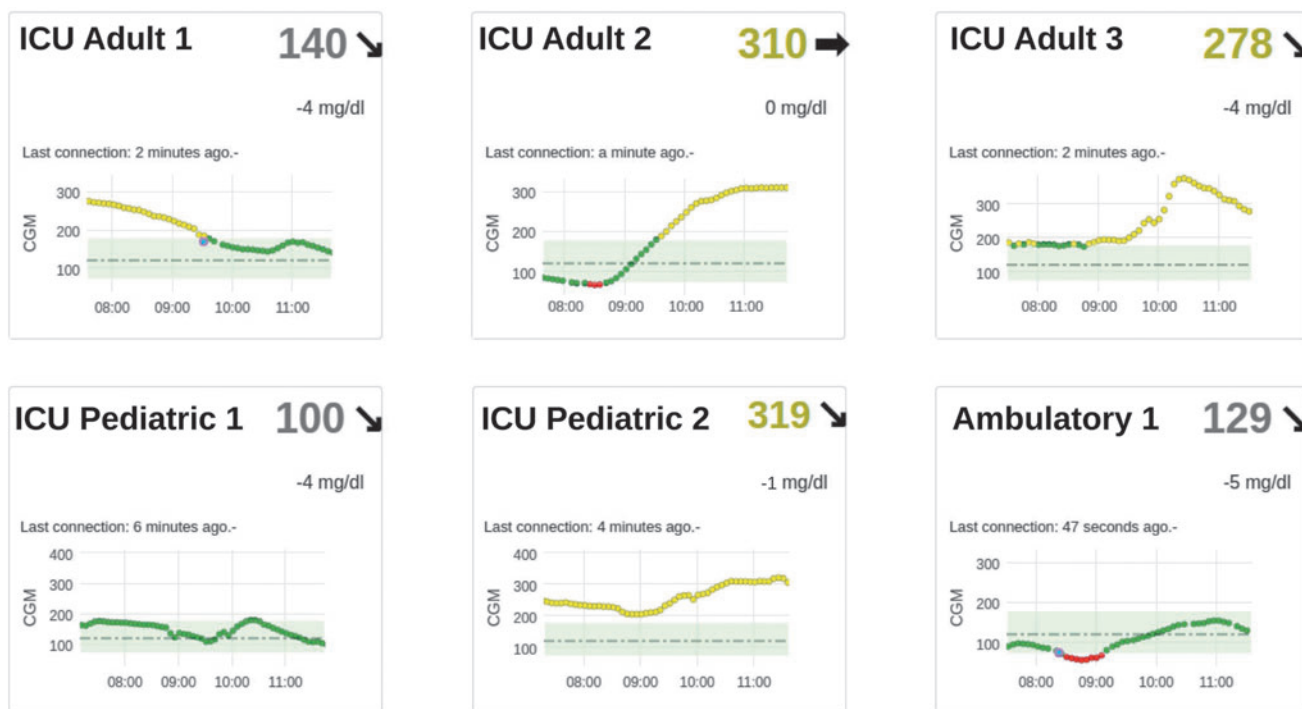 ICU Adult 1 140
-4 mg/dl
Last connection: 2 minutes ago.-
300
200
100
CGM
08:00 09:00 10:00 11:00
ICU Adult 2 310
0 mg/dl
Last connection: a minute ago.-
300
200
100
CGM
08:00 09:00 10:00 11:00
ICU Adult 3 278
-4 mg/dl
Last connection: 2 minutes ago.-
300
200
100
CGM
08:00 09:00 10:00 11:00
ICU Pediatric 1 100
-4 mg/dl
Last connection: 6 minutes ago.-
400
300
200
100
CGM
08:00 09:00 10:00 11:00
ICU Pediatric 2 319
-1 mg/dl
Last connection: 4 minutes ago.-
400
300
200
100
CGM
08:00 09:00 10:00 11:00
Ambulatory 1 129
-5 mg/dl
Last connection: 47 seconds ago.-
300
200
100
CGM
08:00 09:00 10:00 11:00